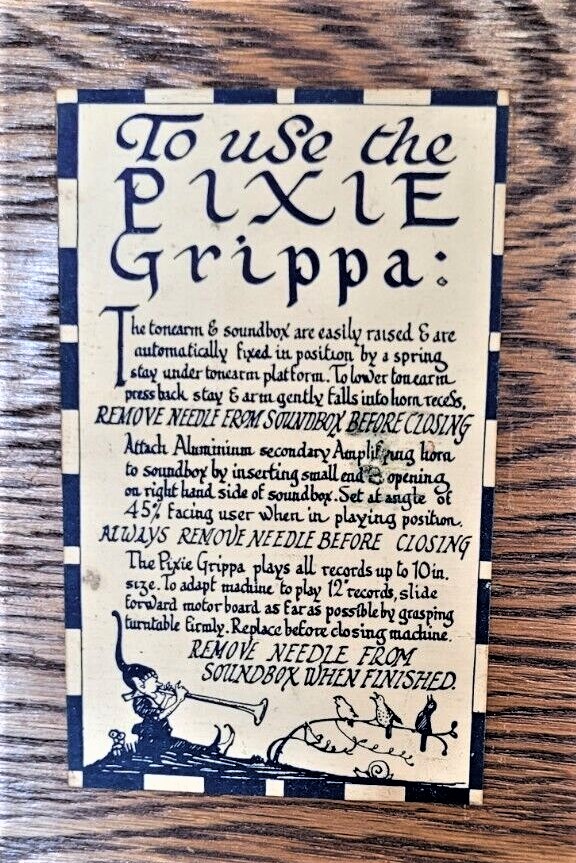 To use the
PIXIE
Grippa:
The tonearm & soundbox are easily raised & are
automatically fixed in position by a spring
stay under tonearm platform. To lower tonearm
press back stay & arm gently falls into horn recess,
REMOVE NEEDLE FROM SOUNDBOX BEFORE CLOSING
Attach Aluminium secondary Amplifying horn
to soundbox by inserting small end opening
on right hand side of soundbox. Set at angle of
45% facing user when in playing position.
ALWAYS REMOVE NEEDLE BEFORE CLOSING
The Pixie Grippa plays all records up to 10 in.
size. To adapt machine to play 12" records, slide
forward motor board as far as possible by grasping
turntable firmly. Replace before closing machine.
REMOVE NEEDLE FROM
SOUNDBOX WHEN FINISHED.